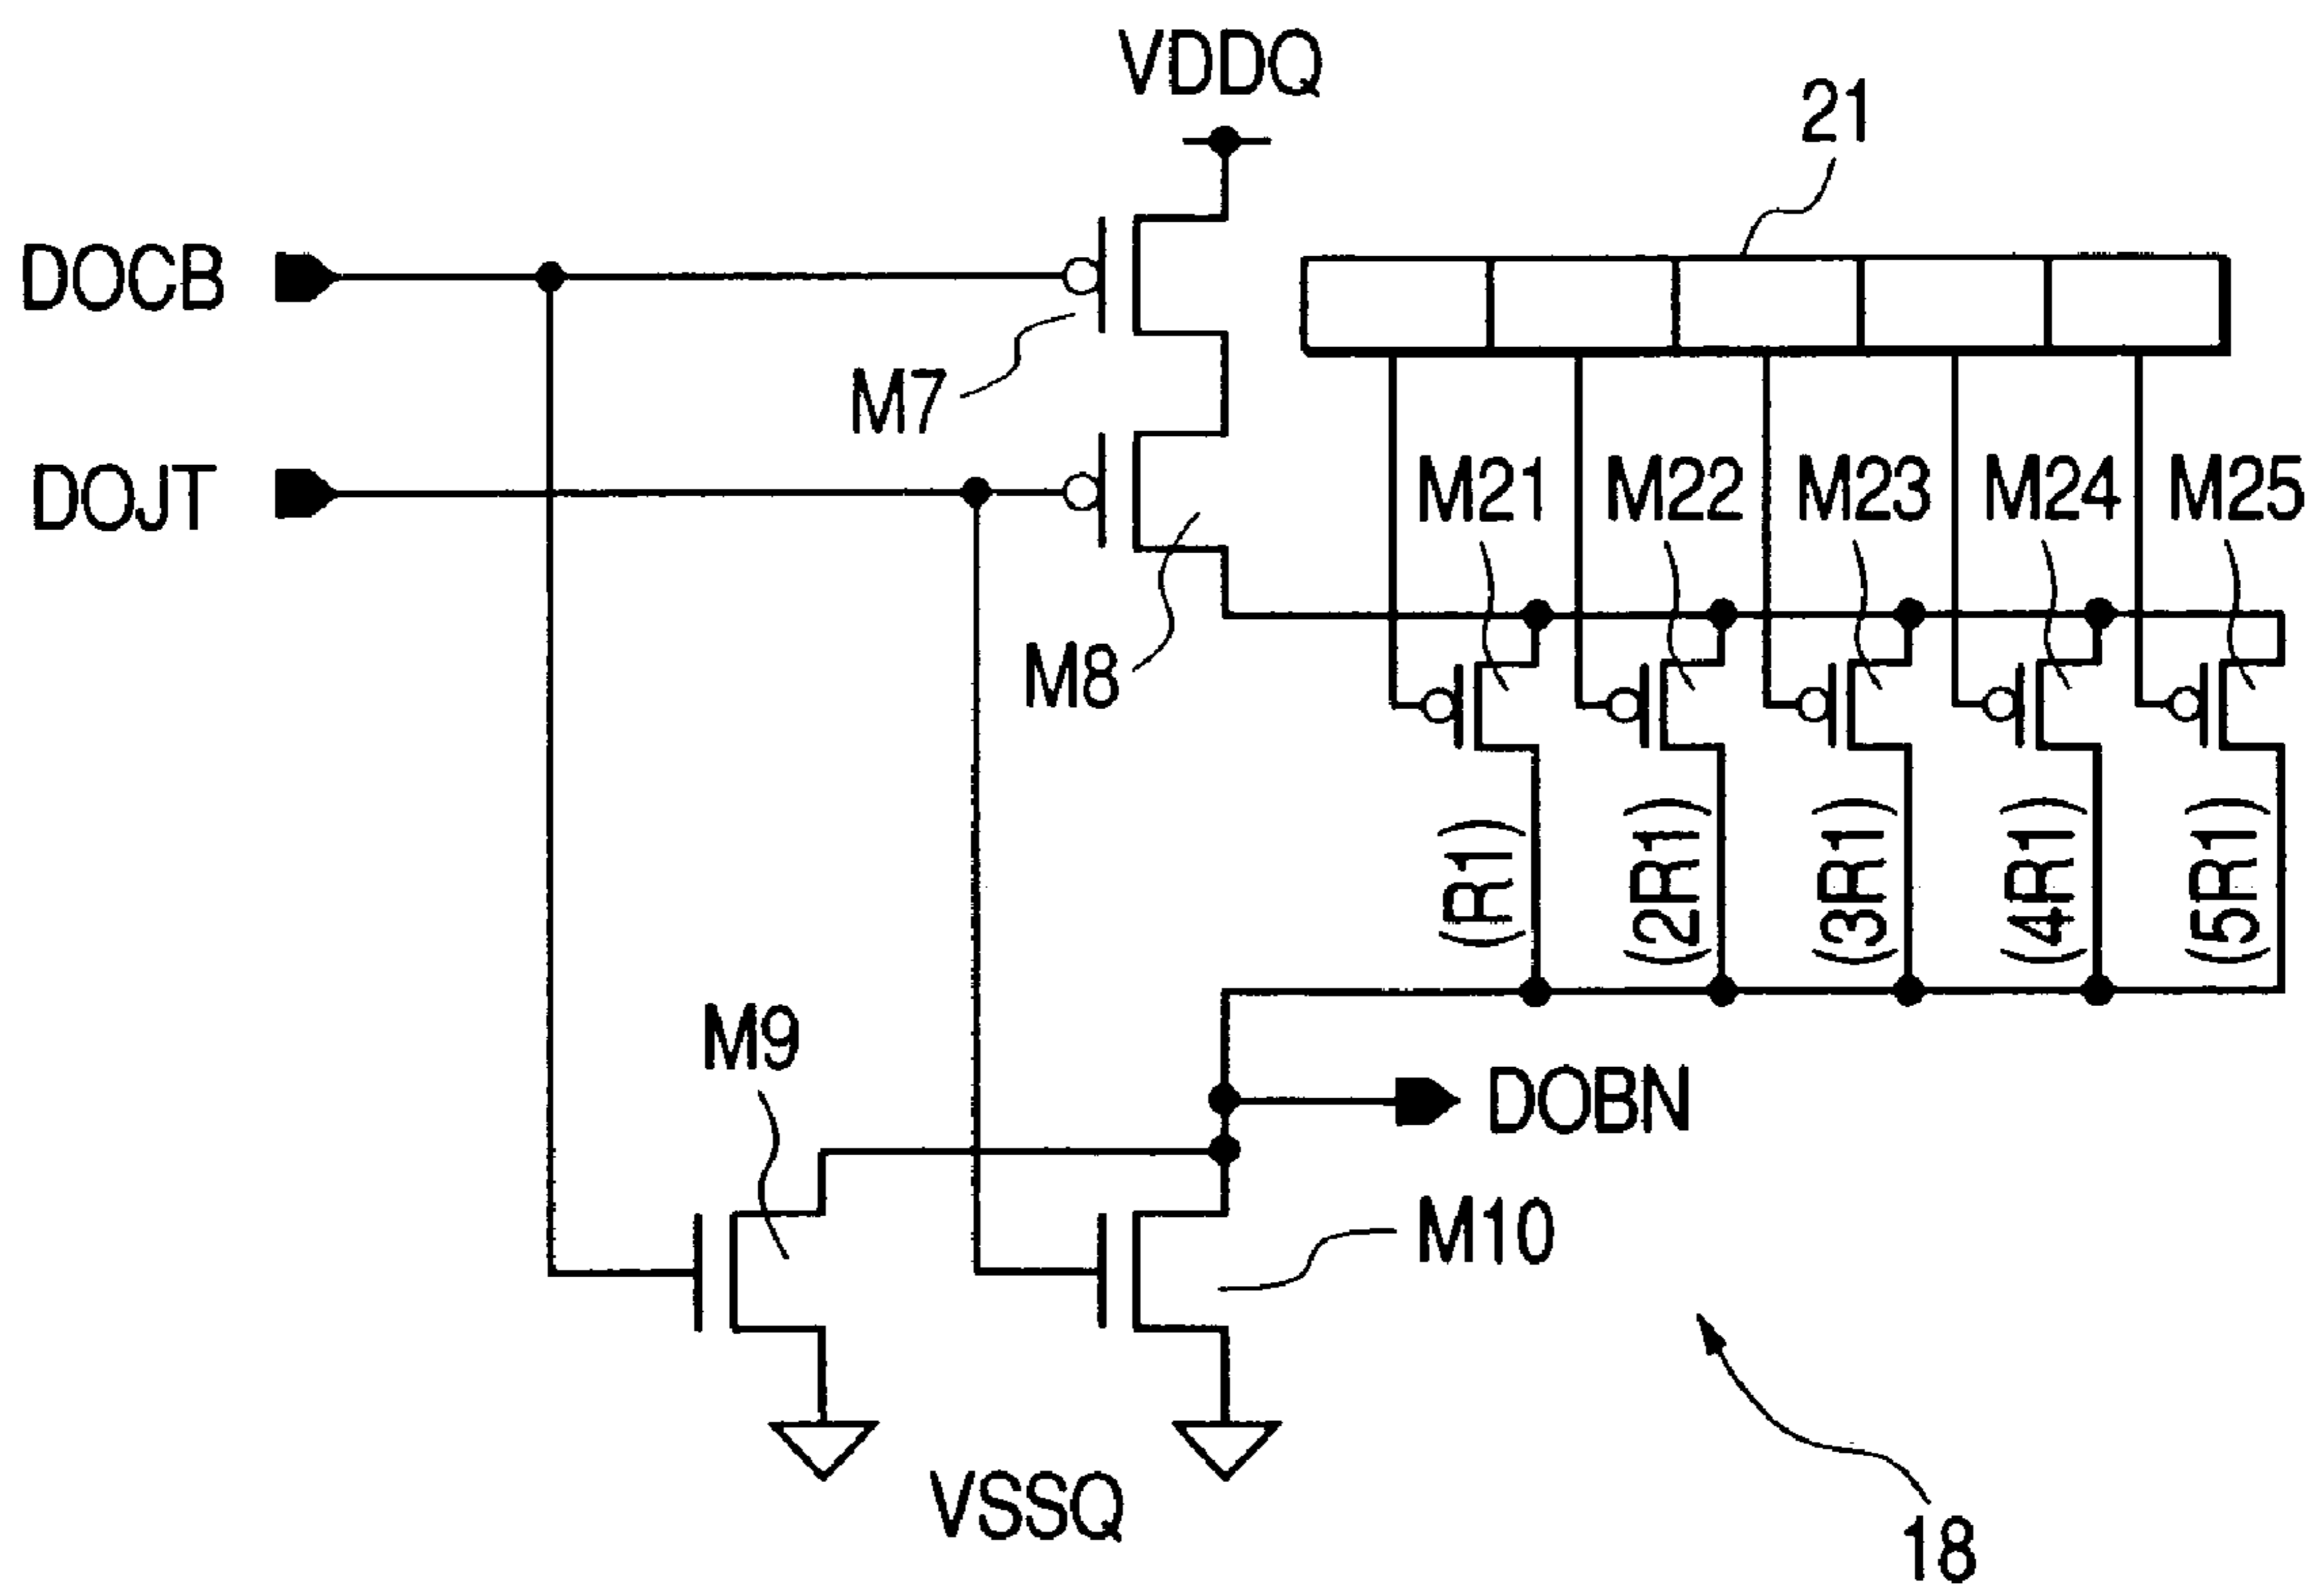 VDDQ
21
DOCB
M7
DOJT
M21 M22 M23 M24 M25
M8
(R1) (2R1) (3R1) (4R1) (5R1)
M9
DOBN
M10
VSSQ
18